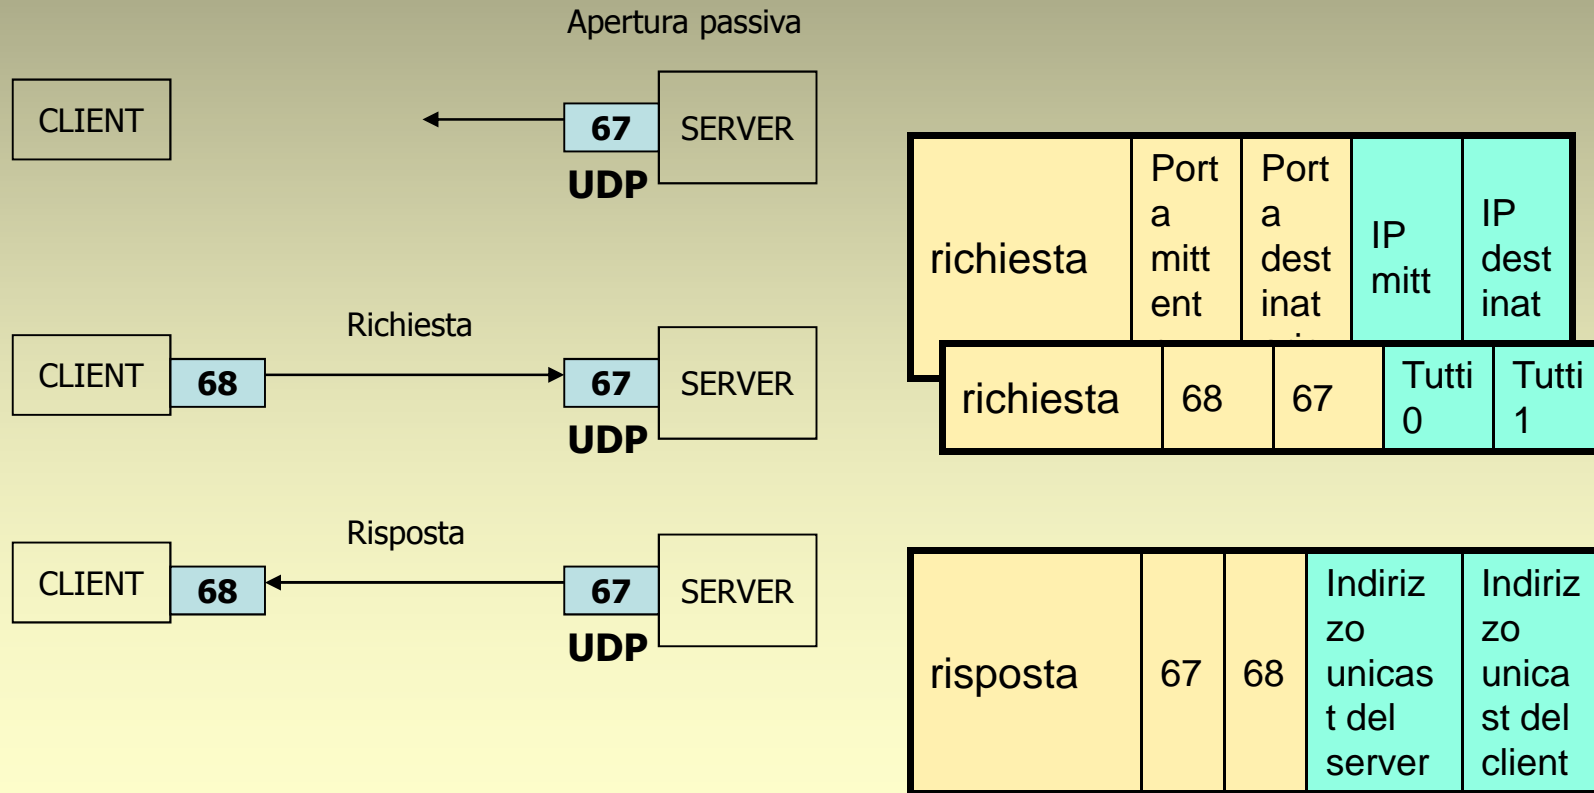 Apertura passiva
CLIENT
67
SERVER
UDP
Richiesta
CLIENT
68
67
SERVER
UDP
Risposta
CLIENT
68
67
SERVER
UDP
richiesta
Port
a
mitt
ent
Port
a
dest
inat
IP
mitt
IP
dest
inat
richiesta
68
67
Tutti
0
Tutti
1
risposta
67
68
Indiriz
zo
unicas
t del
server
Indiriz
zo
unica
st del
client